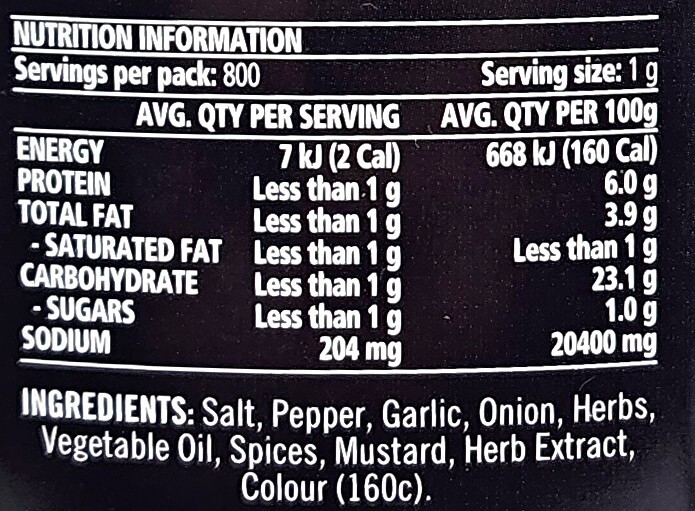 NUTRITION INFORMATION
Servings per pack: 800 Serving size: 1 g
AVG. QTY PER SERVING AVG. QTY PER 100g
ENERGY 7 kJ (2 Cal) 668 kJ (160 Cal)
PROTEIN Less than 1 g 6.0 g
TOTAL FAT Less than 1 g 3.9 g
- SATURATED FAT Less than 1 g Less than 1 g
CARBOHYDRATE Less than 1 g 23.1 g
- SUGARS Less than 1 g 1.0 g
SODIUM 204 mg 20400 mg
INGREDIENTS: Salt, Pepper, Garlic, Onion, Herbs,
Vegetable Oil, Spices, Mustard, Herb Extract,
Colour (160c).